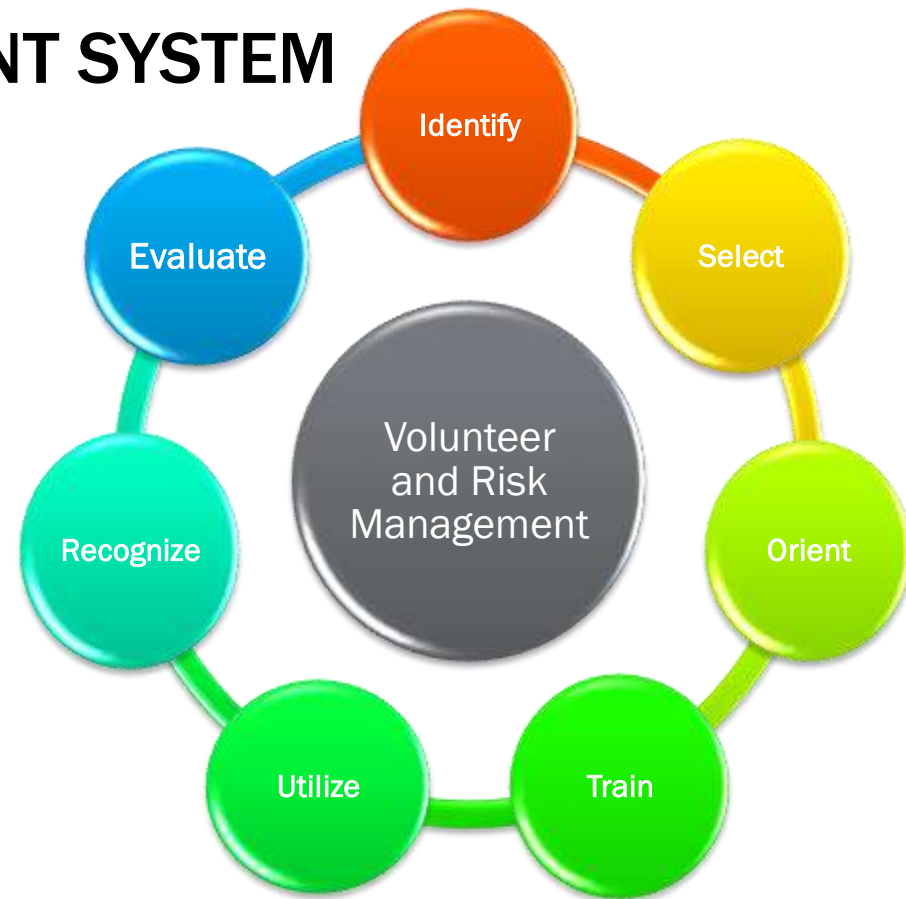 NT SYSTEM
Identify
Select
Orient
Train
Utilize
Recognize
Evaluate
Volunteer
and Risk
Management